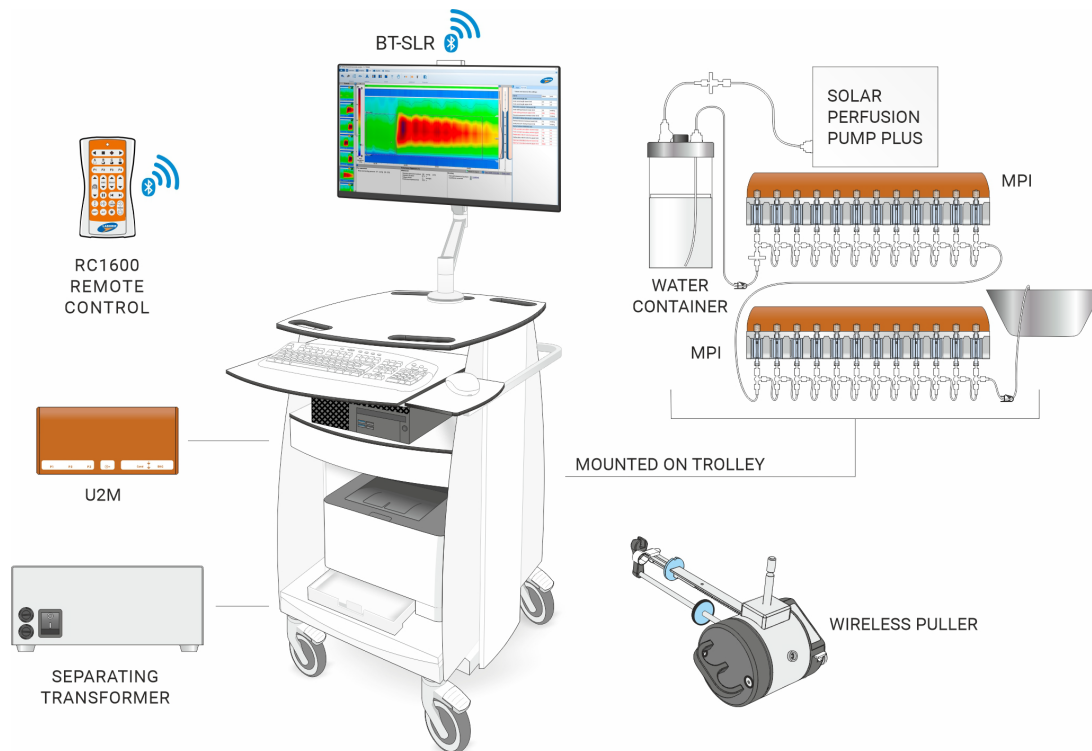 BT-SLR
RC1600
REMOTE
CONTROL
SOLAR
PERFUSION
PUMP PLUS
MPI
WATER
CONTAINER
MPI
U2M
MOUNTED ON TROLLEY
SEPARATING
TRANSFORMER
WIRELESS PULLER